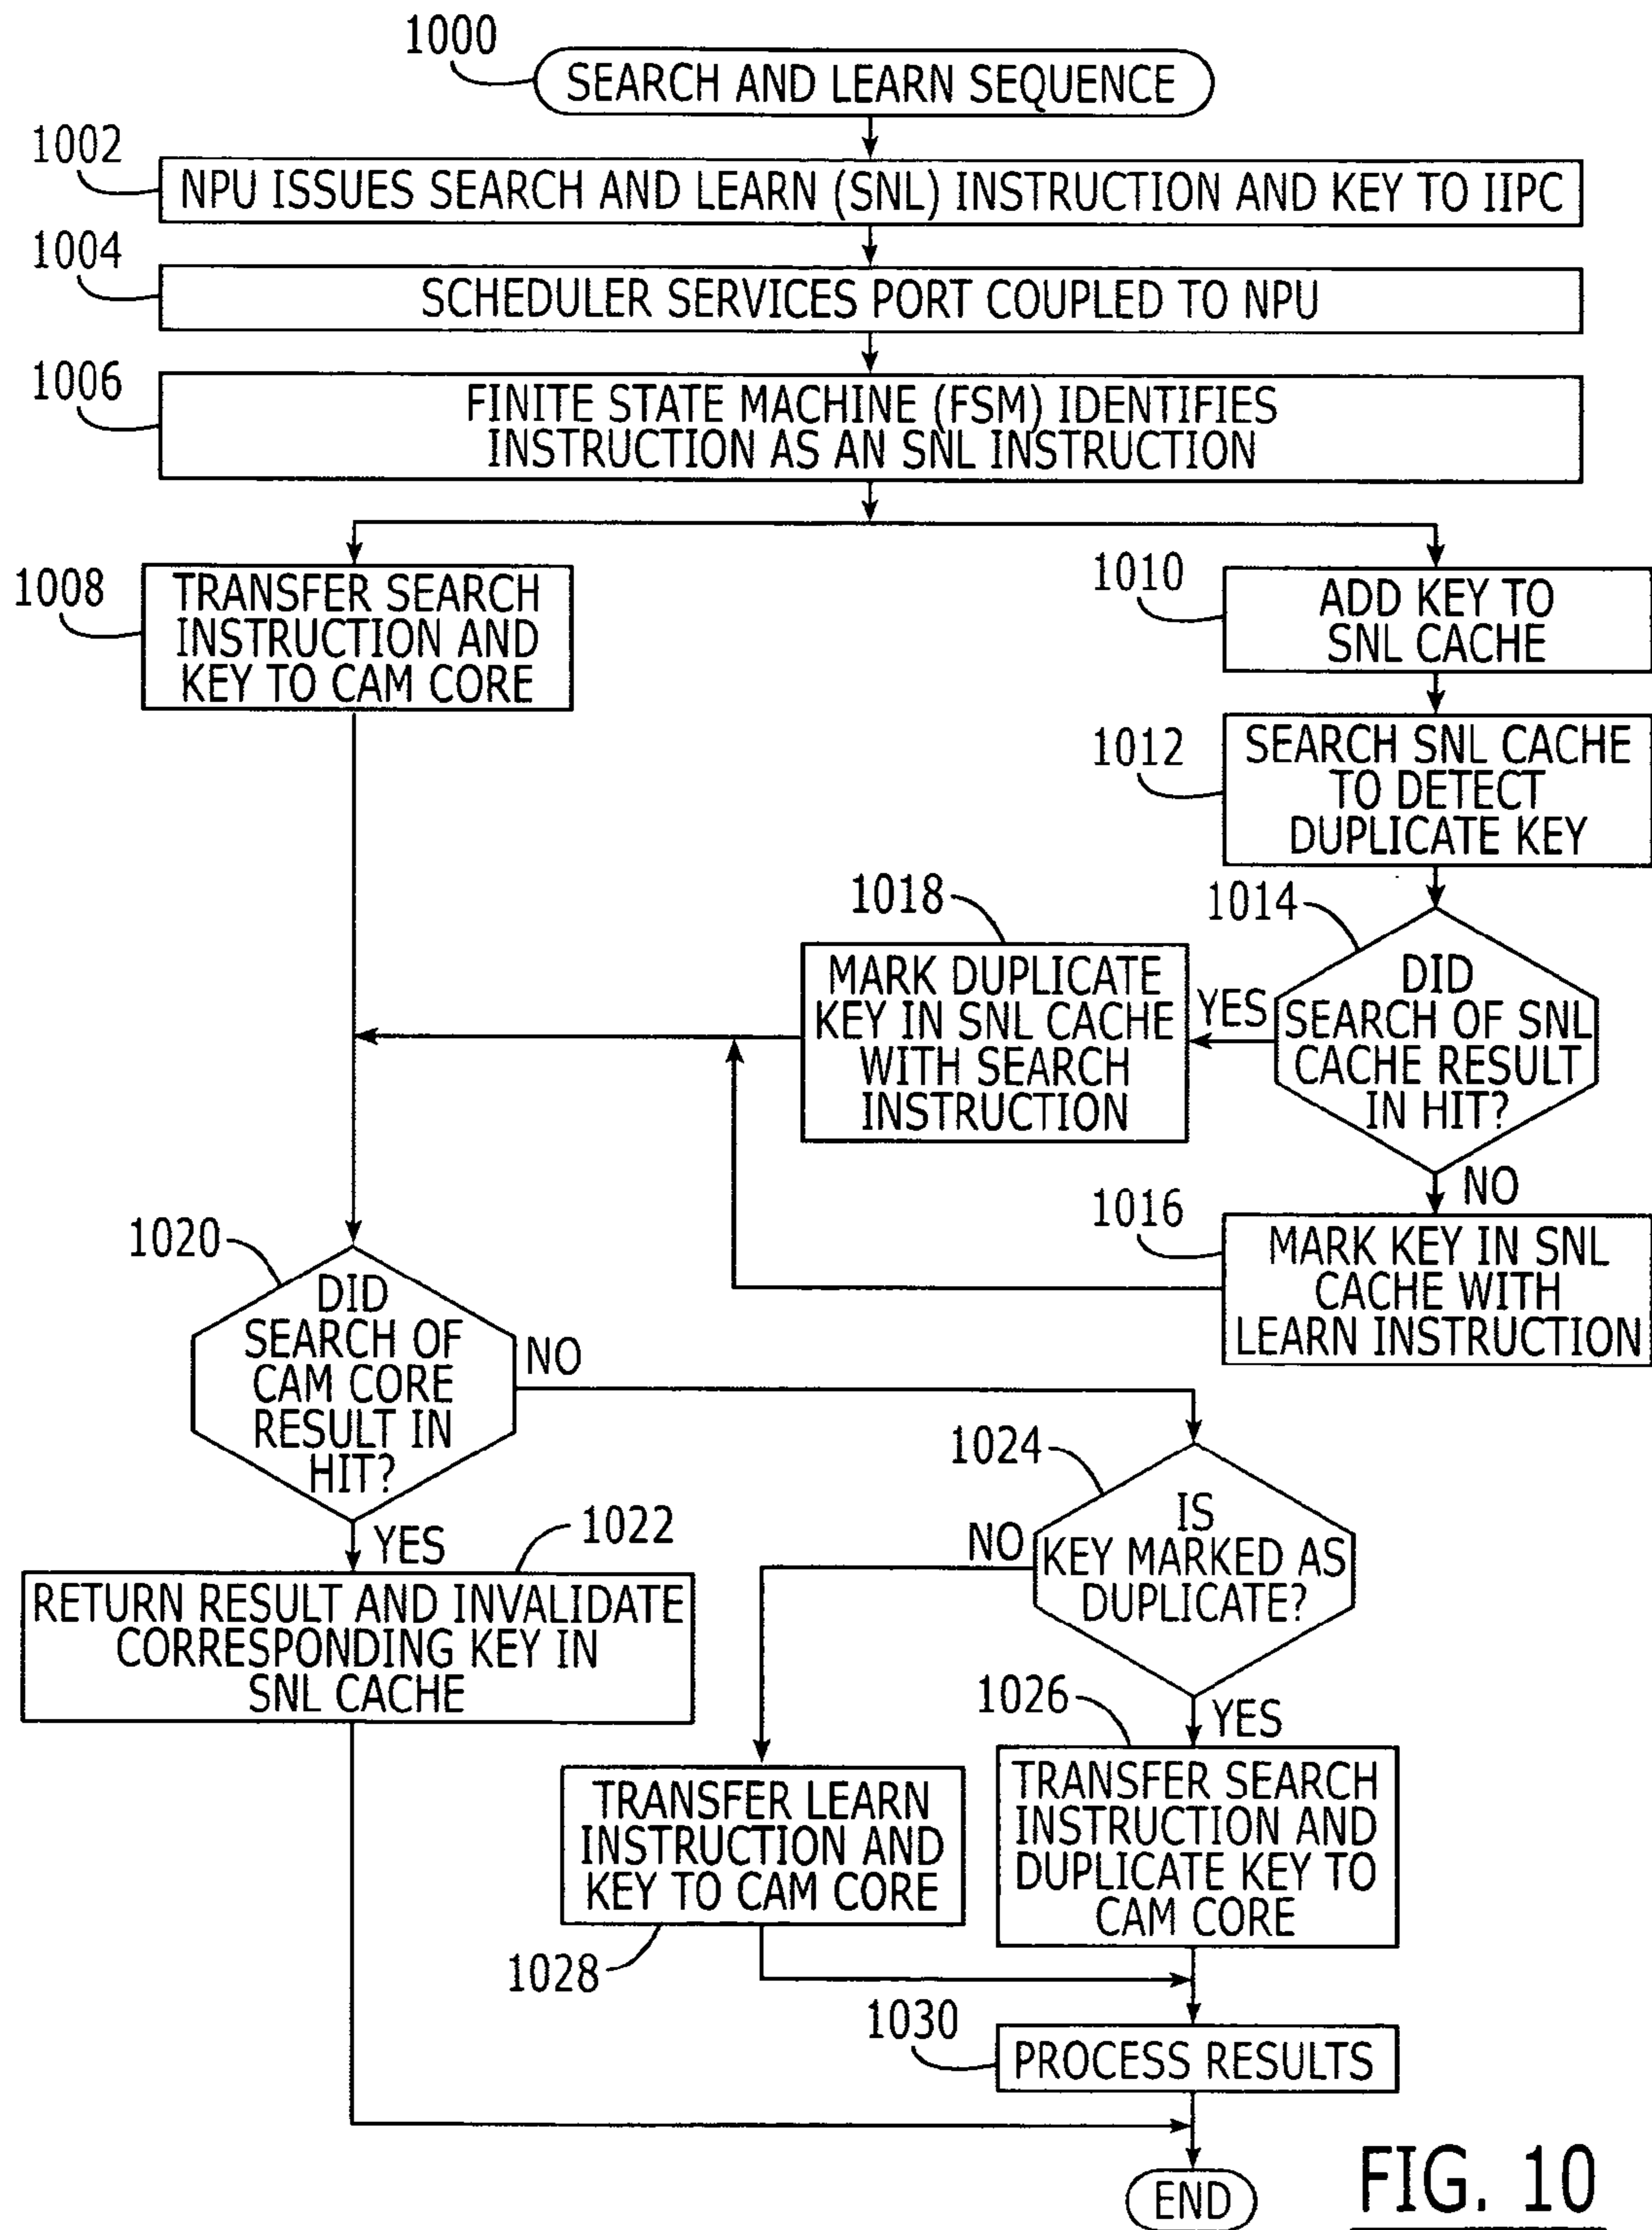 1000
SEARCH AND LEARN SEQUENCE
1002
NPU ISSUES SEARCH AND LEARN (SNL) INSTRUCTION AND KEY TO IIPC
1004
SCHEDULER SERVICES PORT COUPLED TO NPU
1006
FINITE STATE MACHINE (FSM) IDENTIFIES
INSTRUCTION AS AN SNL INSTRUCTION
1008
TRANSFER SEARCH
INSTRUCTION AND
KEY TO CAM CORE
1010
ADD KEY TO
SNL CACHE
1012
SEARCH SNL CACHE
TO DETECT
DUPLICATE KEY
1014
DID
SEARCH OF SNL
CACHE RESULT
IN HIT?
YES
1018
MARK DUPLICATE
KEY IN SNL CACHE
WITH SEARCH
INSTRUCTION
NO
1016
MARK KEY IN SNL
CACHE WITH
LEARN INSTRUCTION
1020
DID
SEARCH OF
CAM CORE
RESULT IN
HIT?
NO
YES
1022
RETURN RESULT AND INVALIDATE
CORRESPONDING KEY IN
SNL CACHE
1024
IS
KEY MARKED AS
DUPLICATE?
NO
YES
1026
TRANSFER SEARCH
INSTRUCTION AND
DUPLICATE KEY TO
CAM CORE
TRANSFER LEARN
INSTRUCTION AND
KEY TO CAM CORE
1028
1030
PROCESS RESULTS
END
FIG. 10